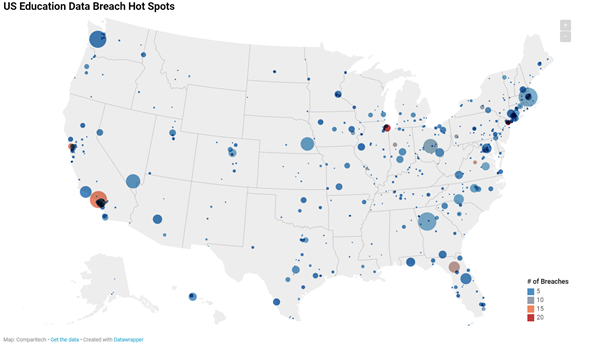 US Education Data Breach Hot Spots
+
−
# of Breaches
5
10
15
20
Map: Comparitech • Get the data • Created with Datawrapper